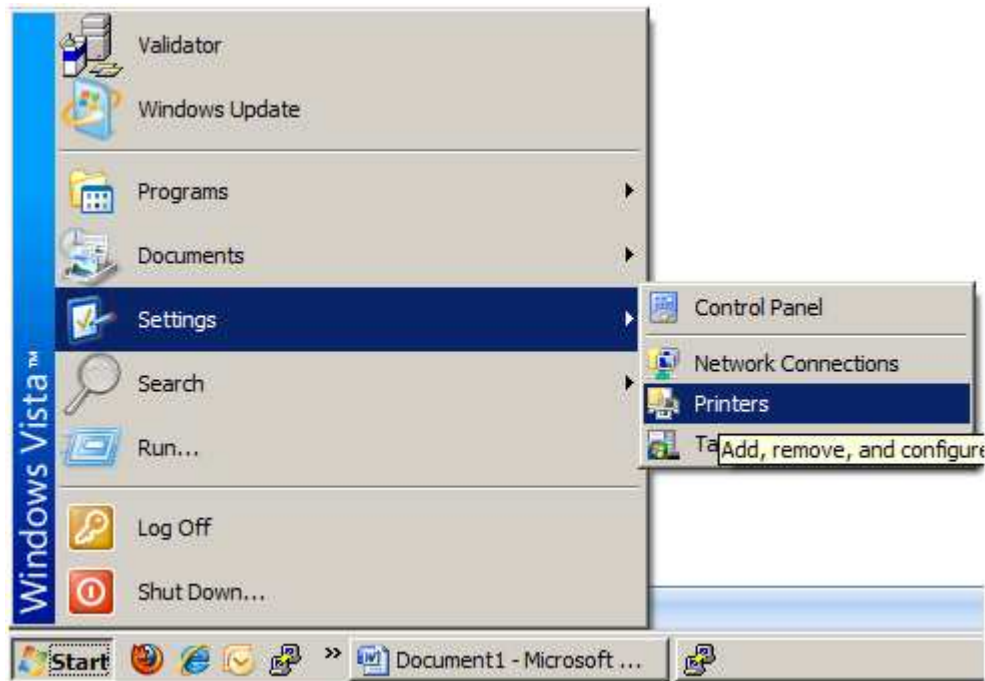 Validator
Windows Update
Programs
Documents
Settings
Search
Run...
Log Off
Shut Down...
Windows Vista™
Control Panel
Network Connections
Printers
Ta
Add, remove, and configure
Start
» Document1 - Microsoft ...